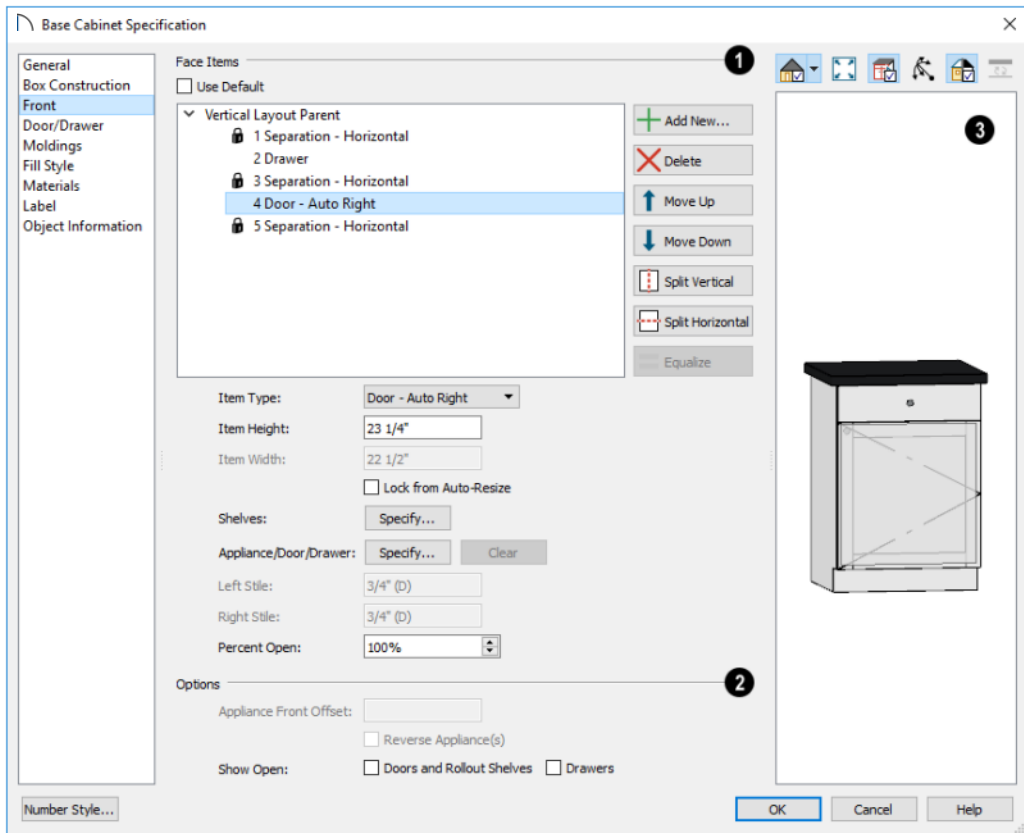 Base Cabinet Specification
General
Box Construction
Front
Door/Drawer
Moldings
Fill Style
Materials
Label
Object Information
Face Items
1
Use Default
Vertical Layout Parent
1 Separation - Horizontal
2 Drawer
3 Separation - Horizontal
4 Door - Auto Right
5 Separation - Horizontal
Add New...
Delete
Move Up
Move Down
Split Vertical
Split Horizontal
Equalize
Item Type: Door - Auto Right
Item Height: 23 1/4"
Item Width: 22 1/2"
Lock from Auto-Resize
Shelves: Specify...
Appliance/Door/Drawer: Specify... Clear
Left Stile: 3/4" (D)
Right Stile: 3/4" (D)
Percent Open: 100%
Options
2
Appliance Front Offset:
Reverse Appliance(s)
Show Open: Doors and Rollout Shelves Drawers
3
Number Style...
OK Cancel Help